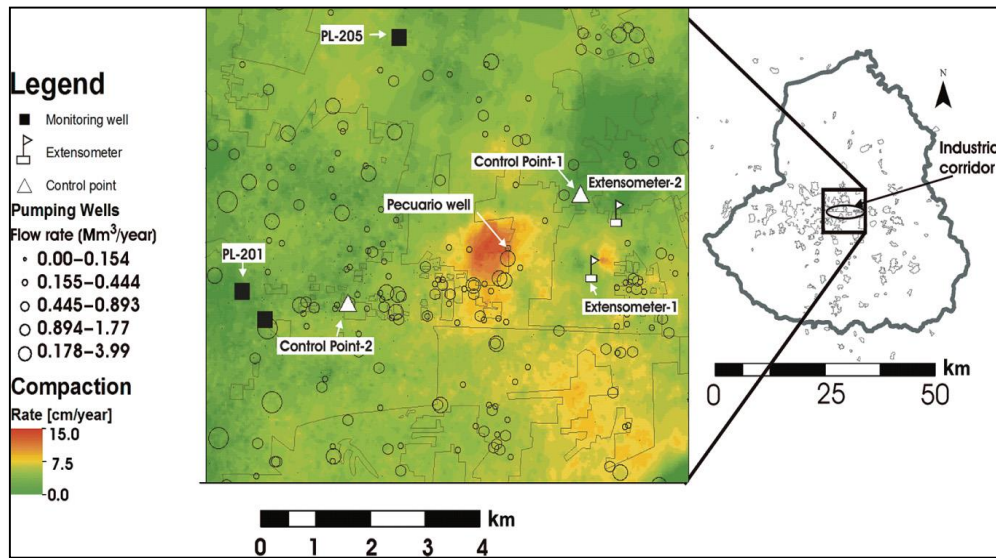 Legend
Monitoring well
Extensometer
Control point
Pumping Wells
Flow rate (Mm³/year)
0.00–0.154
0.155–0.444
0.445–0.893
0.894–1.77
0.178–3.99
Compaction
Rate [cm/year]
15.0
7.5
0.0
PL-205
Control Point-1
Extensometer-2
Pecuario well
PL-201
Extensometer-1
Control Point-2
km
0 1 2 3 4
N
Industria
corridor
km
0 25 50